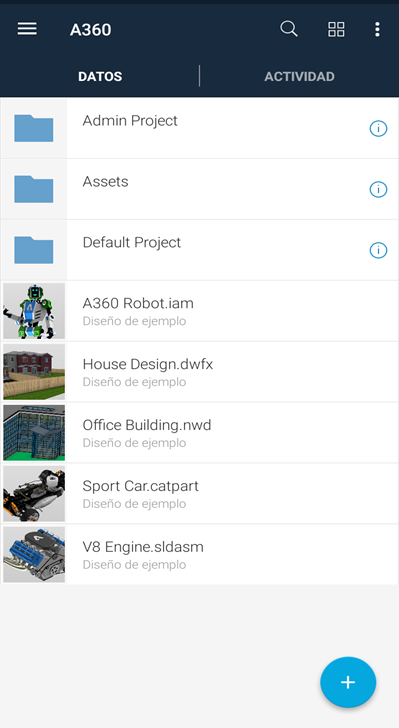 A360
DATOS
ACTIVIDAD
Admin Project
Assets
Default Project
A360 Robot.iam
Diseño de ejemplo
House Design.dwfx
Diseño de ejemplo
Office Building.nwd
Diseño de ejemplo
Sport Car.catpart
Diseño de ejemplo
V8 Engine.sldasm
Diseño de ejemplo